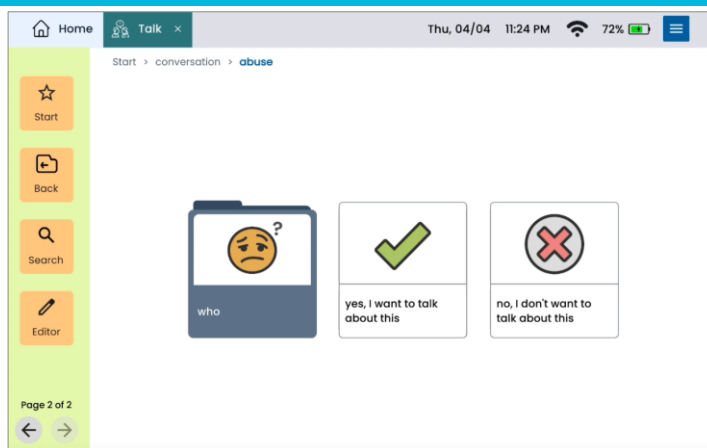 Home
Talk ×
Thu, 04/04 11:24 PM 72%
Start > conversation > abuse
Start
Back
Search
Editor
?
who
yes, I want to talk
about this
no, I don't want to
talk about this
Page 2 of 2